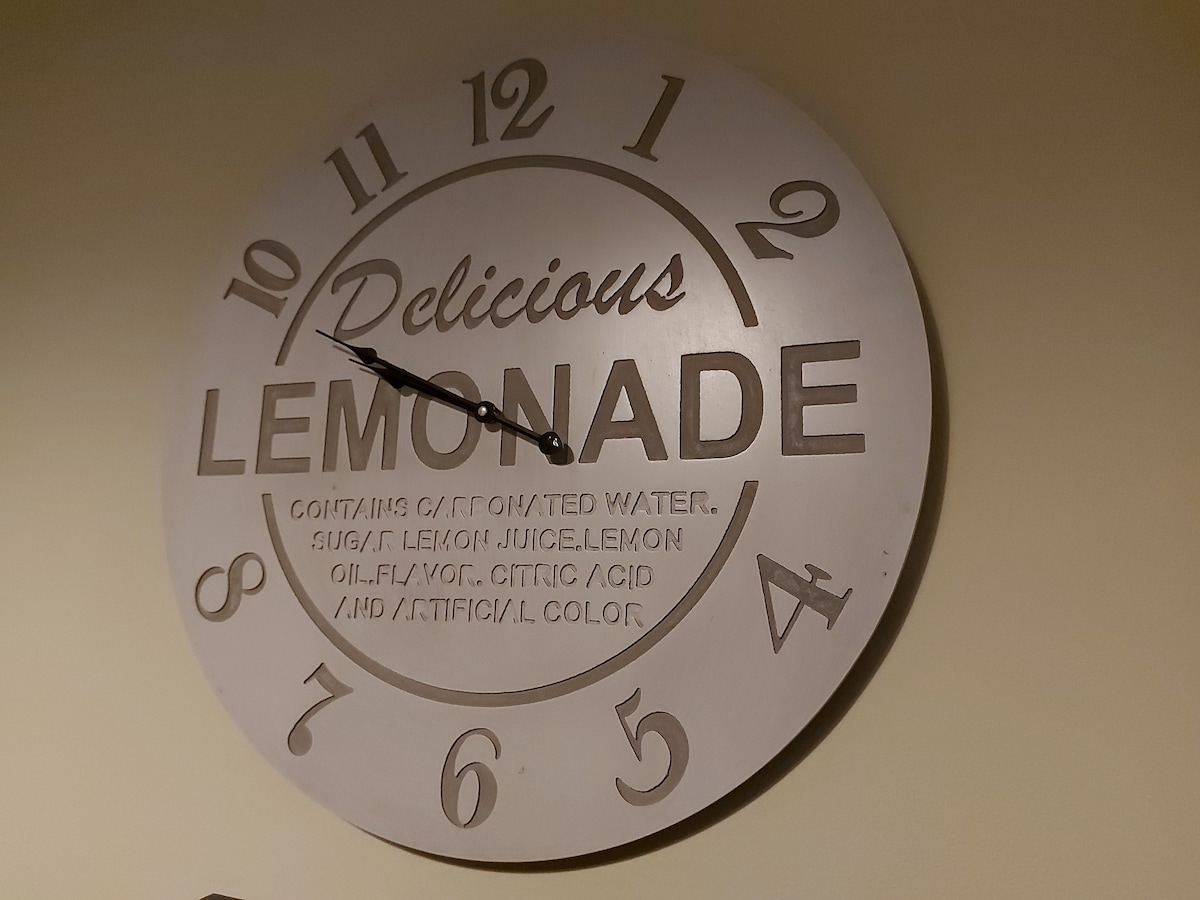 12
1
2
4
5
6
7
8
10
11
Delicious
LEMONADE
CONTAINS CARBONATED WATER.
SUGAR LEMON JUICE.LEMON
OIL.FLAVOR. CITRIC ACID
AND ARTIFICIAL COLOR